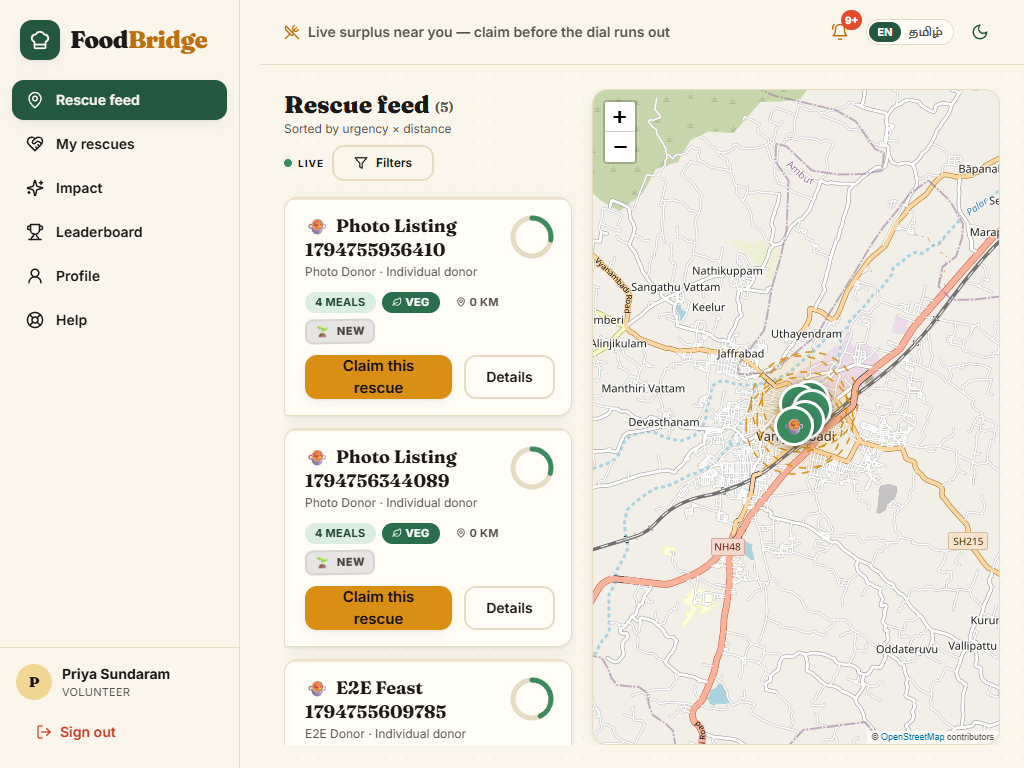 FoodBridge
Rescue feed
My rescues
Impact
Leaderboard
Profile
Help
P
Priya Sundaram
VOLUNTEER
Sign out
Live surplus near you — claim before the dial runs out
9+
EN
தமிழ்
Rescue feed (5)
Sorted by urgency × distance
LIVE
Filters
Photo Listing
1794755936410
Photo Donor · Individual donor
4 MEALS
VEG
0 KM
NEW
Claim this
rescue
Details
Photo Listing
1794756344089
Photo Donor · Individual donor
4 MEALS
VEG
0 KM
NEW
Claim this
rescue
Details
E2E Feast
1794755609785
E2E Donor · Individual donor
+
−
Ambur
Bāpanal
Palar
Se
Marap
Vaniyambadi Road
Nathikuppam
Sangathu Vattam
Keelur
mberi
Alinjikulam
Uthayendram
Jaffrabad
Manthiri Vattam
Devasthanam
NH48
SH215
Kurur
Oddateruvu
Vallipattu
© OpenStreetMap contributors